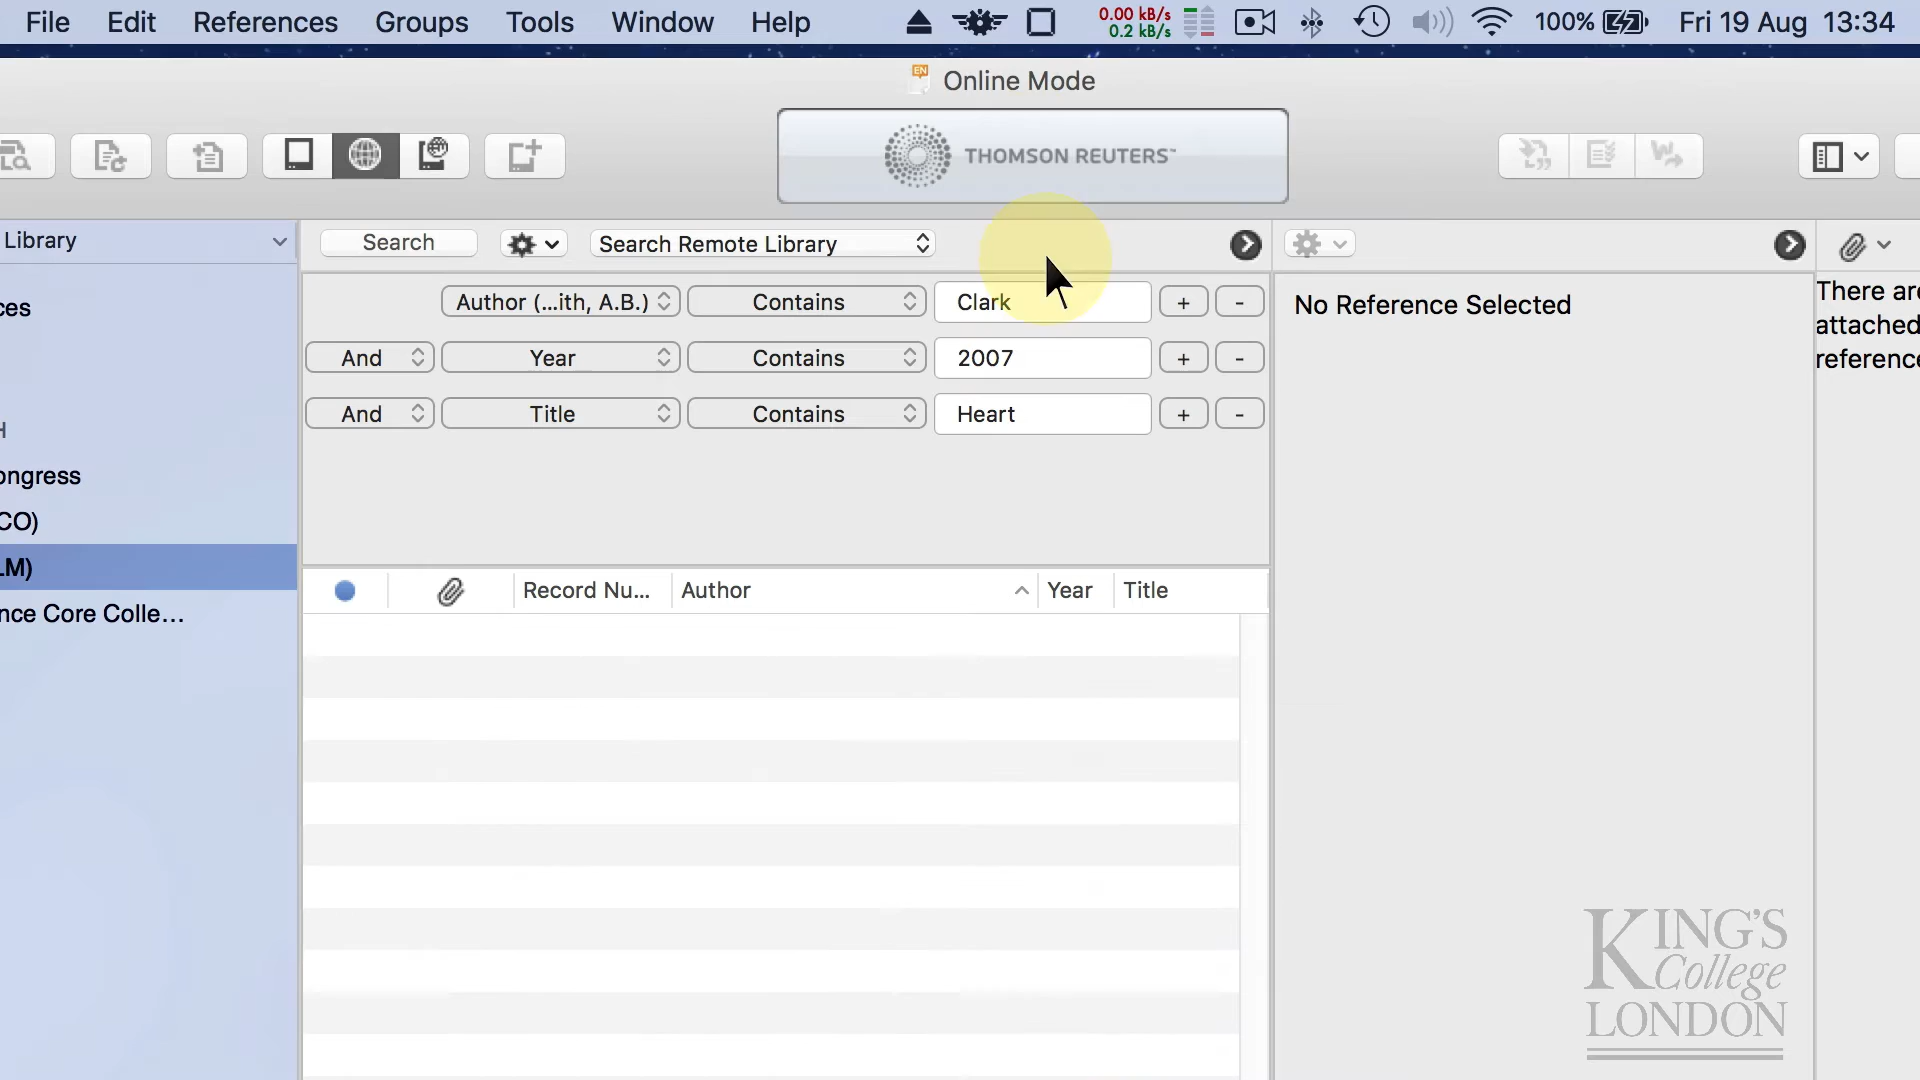 File Edit References Groups Tools Window Help 0.00 kB/s 0.2 kB/s 100% Fri 19 Aug 13:34
EN Online Mode
THOMSON REUTERS™
Library
Search Search Remote Library
Author (...ith, A.B.) Contains Clark + -
And Year Contains 2007 + -
And Title Contains Heart + -
No Reference Selected
There are
attached
reference
ces
H
ongress
CO)
LM)
nce Core Colle...
Record Nu... Author Year Title
KING'S
College
LONDON